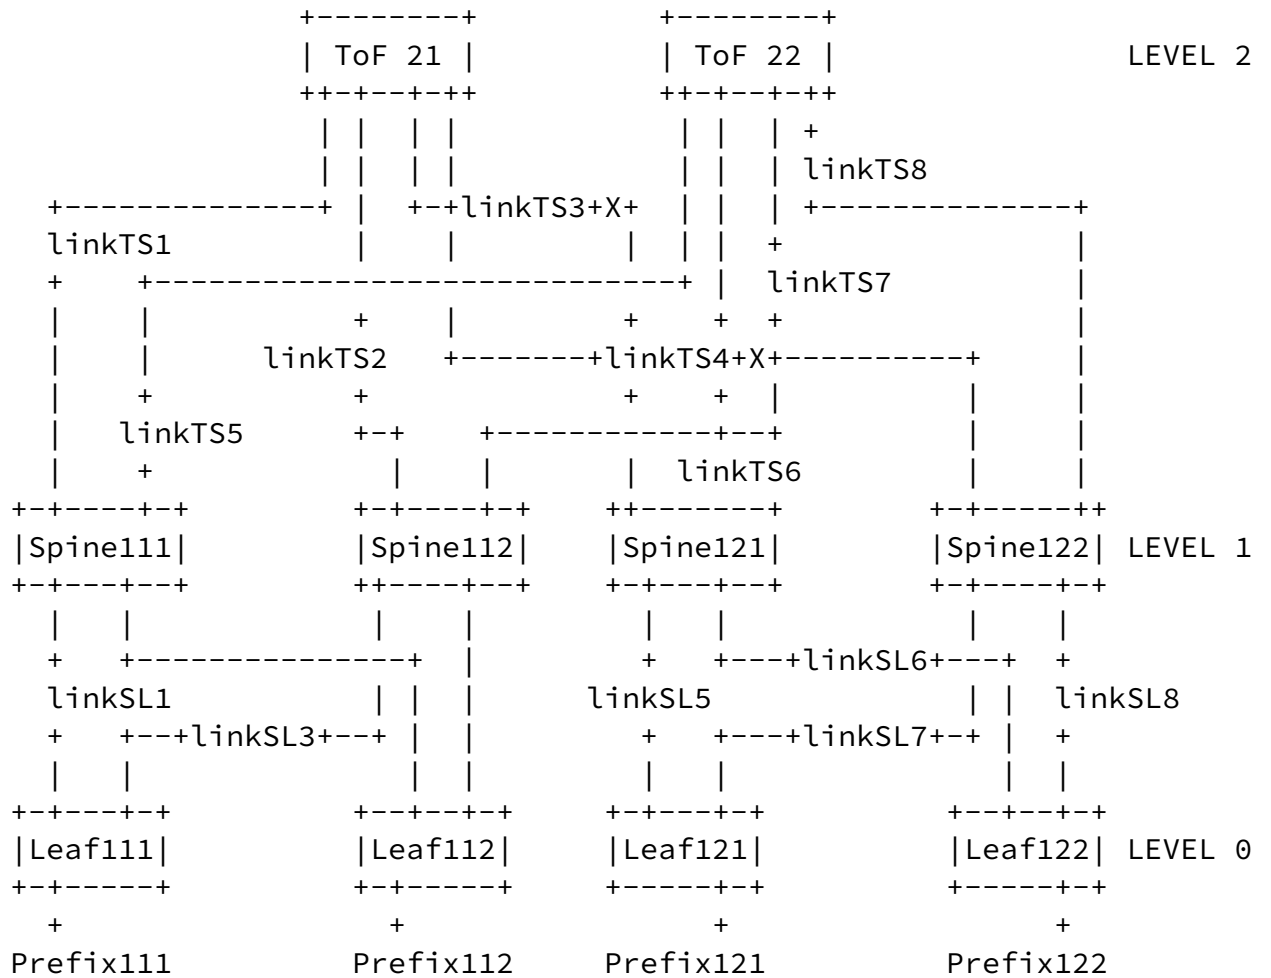 ToF 21 ToF 22 LEVEL 2
linkTS8
linkTS3+X+
linkTS1
linkTS7
linkTS2 linkTS4+X+
linkTS5
linkTS6
Spine111 Spine112 Spine121 Spine122 LEVEL 1
linkSL6
linkSL1 linkSL5 linkSL8
linkSL3 linkSL7
Leaf111 Leaf112 Leaf121 Leaf122 LEVEL 0
Prefix111 Prefix112 Prefix121 Prefix122